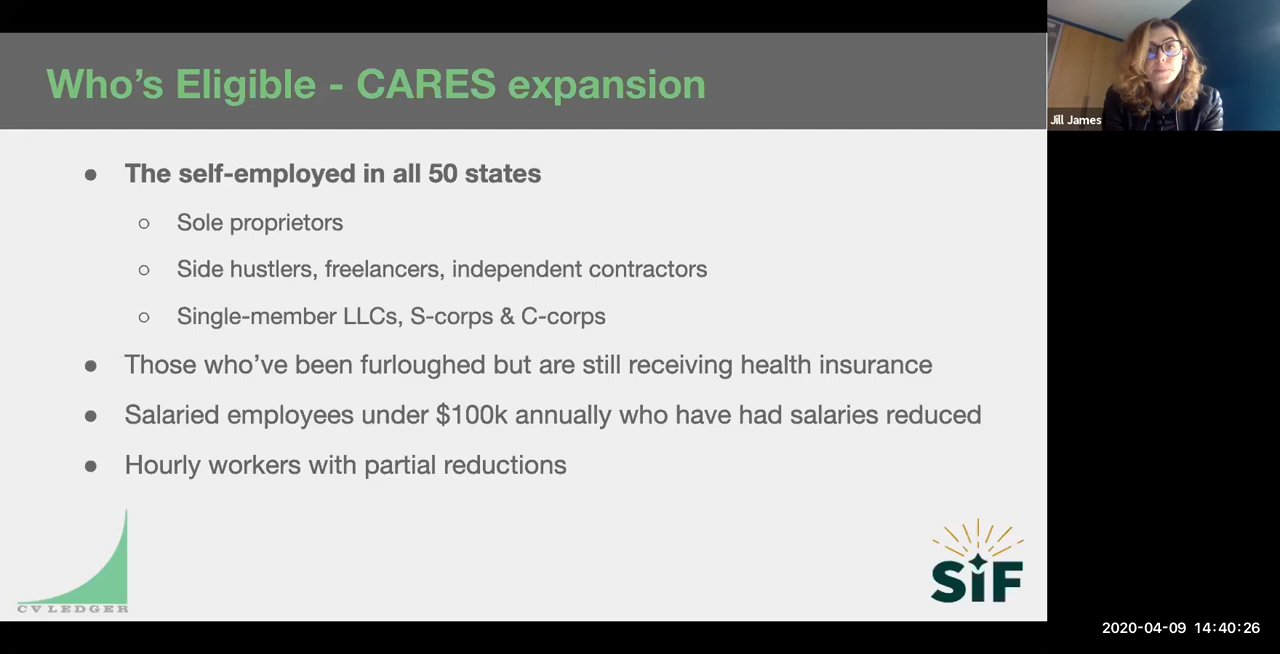 Who's Eligible - CARES expansion
Jill James
● The self-employed in all 50 states
○ Sole proprietors
○ Side hustlers, freelancers, independent contractors
○ Single-member LLCs, S-corps & C-corps
● Those who've been furloughed but are still receiving health insurance
● Salaried employees under $100k annually who have had salaries reduced
● Hourly workers with partial reductions
CV LEDGER
SiF
2020-04-09 14:40:26